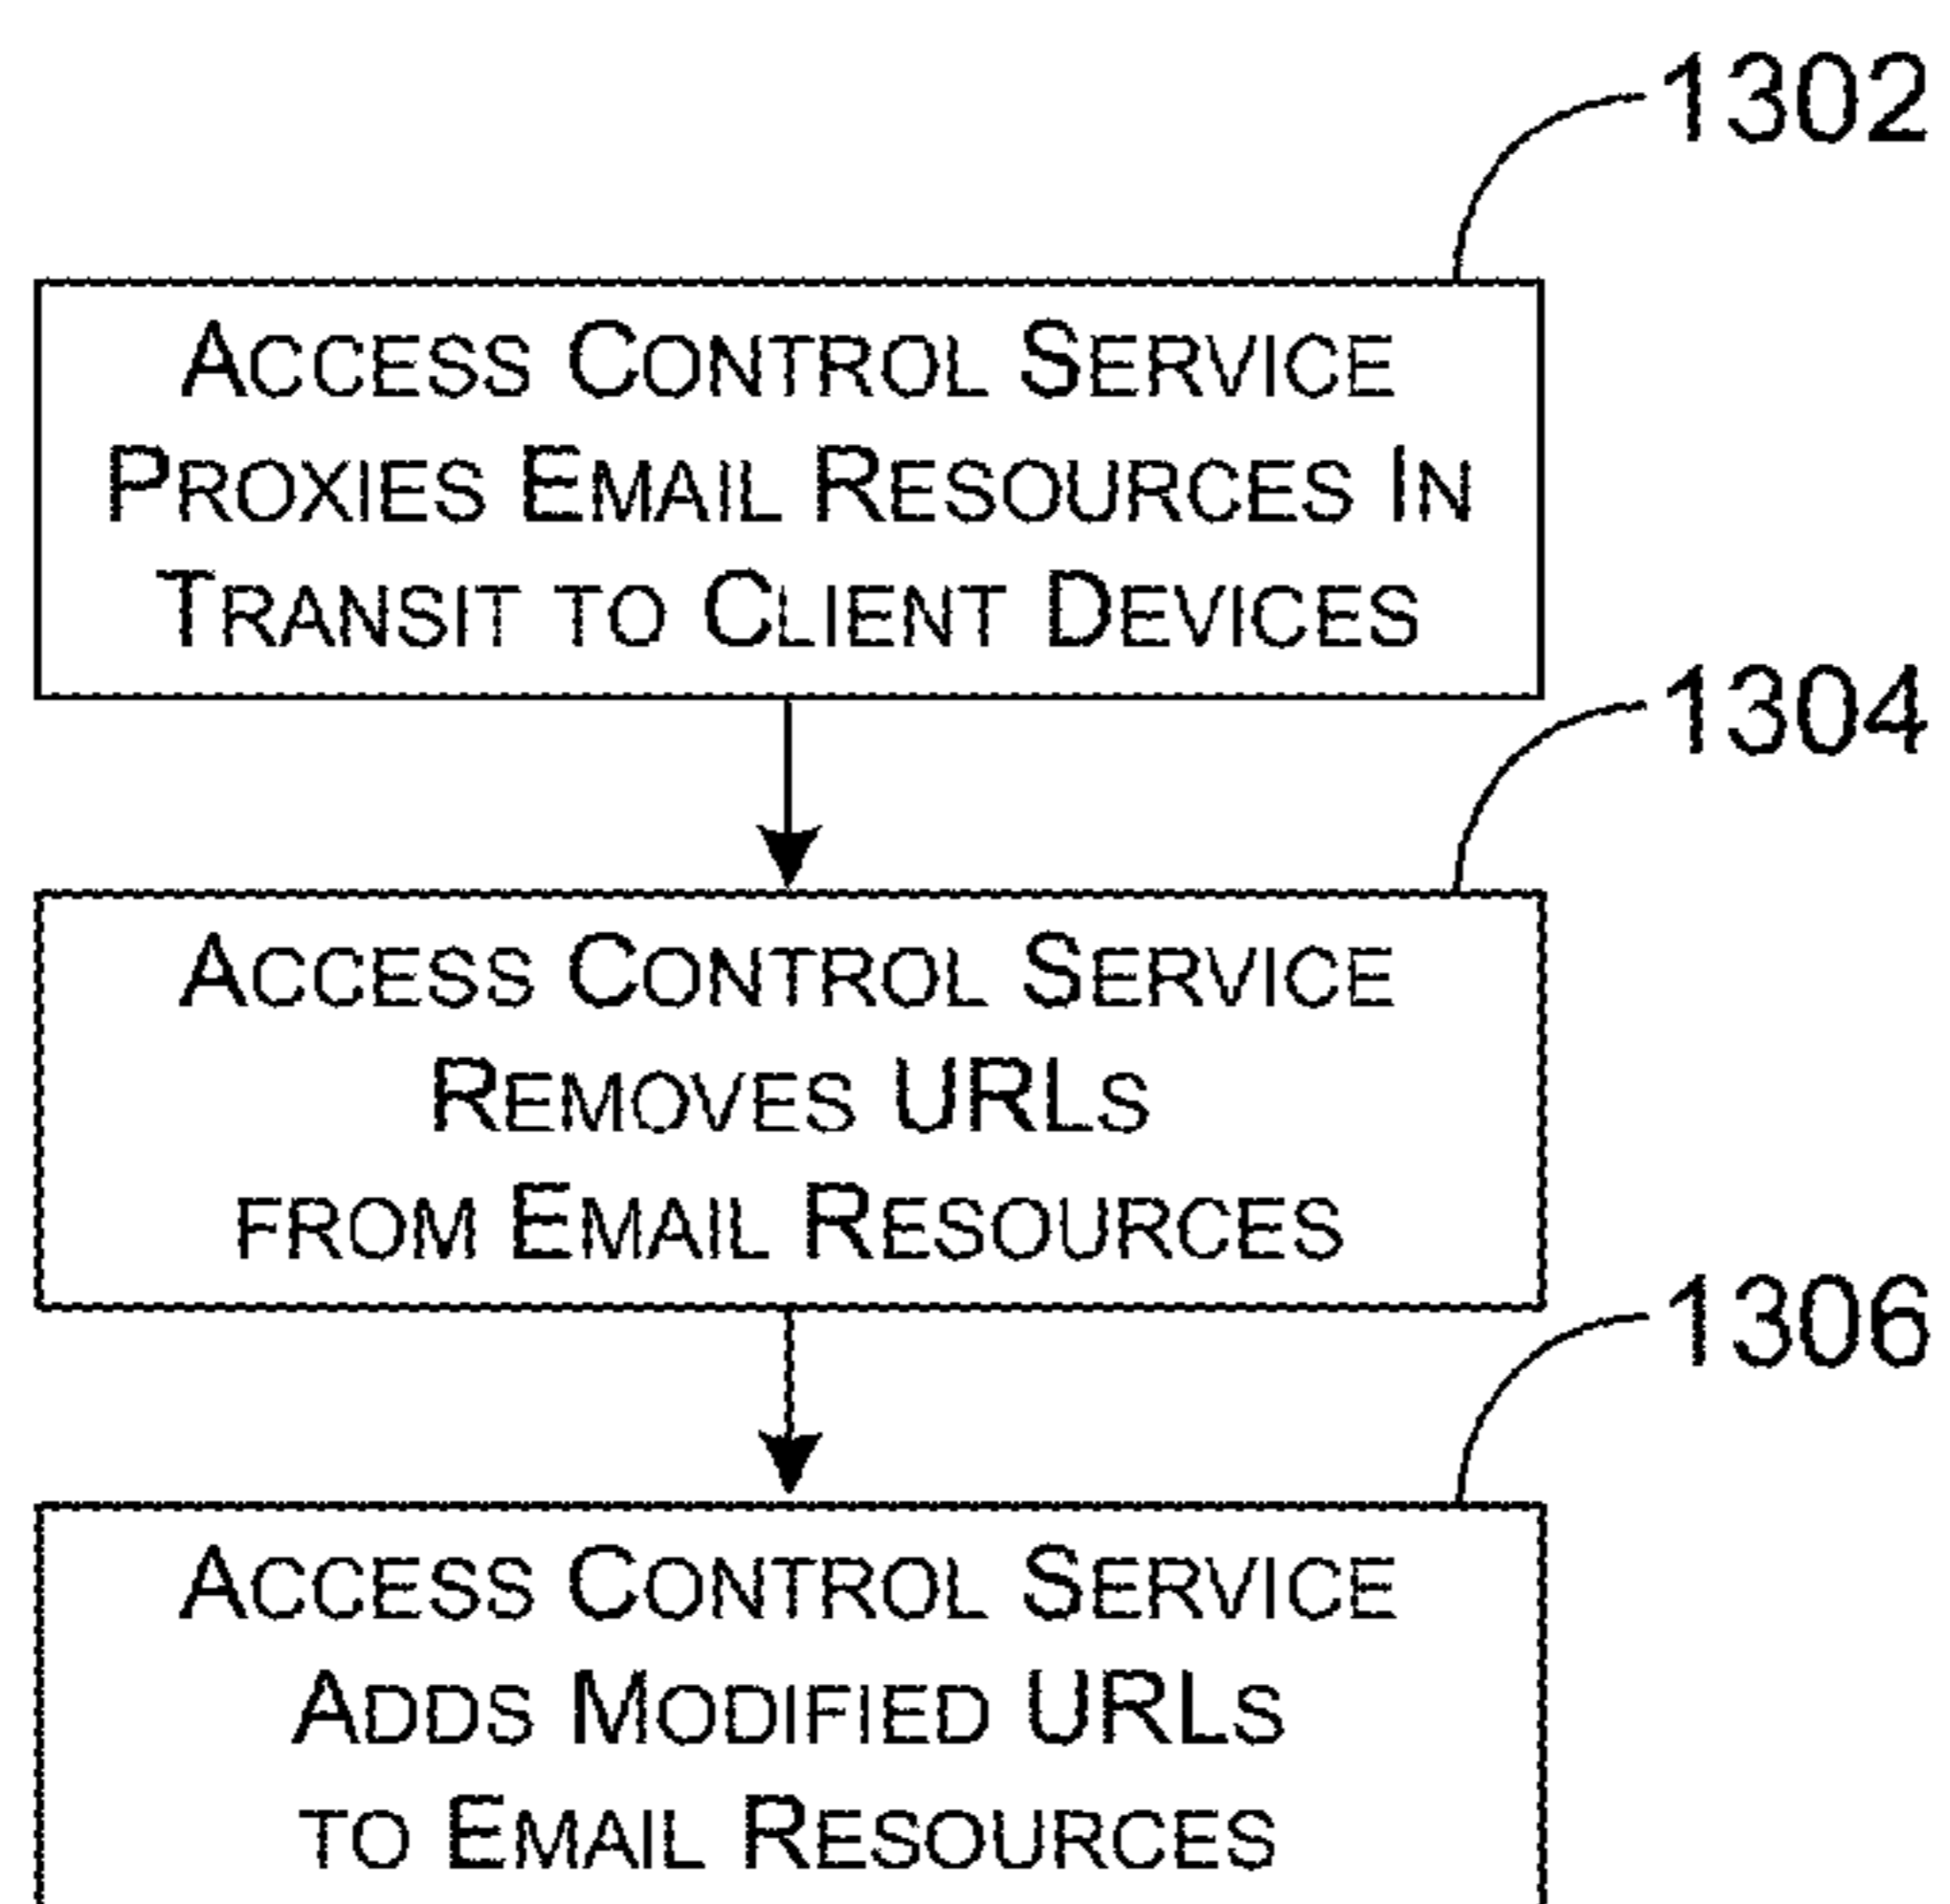 1302
ACCESS CONTROL SERVICE
PROXIES EMAIL RESOURCES IN
TRANSIT TO CLIENT DEVICES
1304
ACCESS CONTROL SERVICE
REMOVES URLS
FROM EMAIL RESOURCES
1306
ACCESS CONTROL SERVICE
ADDS MODIFIED URLS
TO EMAIL RESOURCES